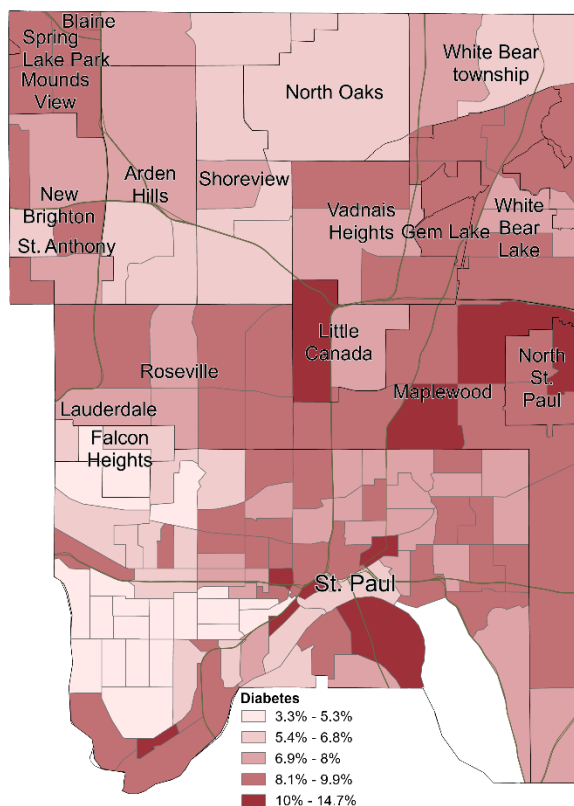 Blaine
Spring
Lake Park
Mounds
View
White Bear
township
North Oaks
Arden
Hills
Shoreview
New
Brighton
St. Anthony
Vadnais
Heights
Gem Lake
White
Bear
Lake
Little
Canada
Roseville
North
St.
Paul
Maplewood
Lauderdale
Falcon
Heights
St. Paul
Diabetes
3.3% - 5.3%
5.4% - 6.8%
6.9% - 8%
8.1% - 9.9%
10% - 14.7%